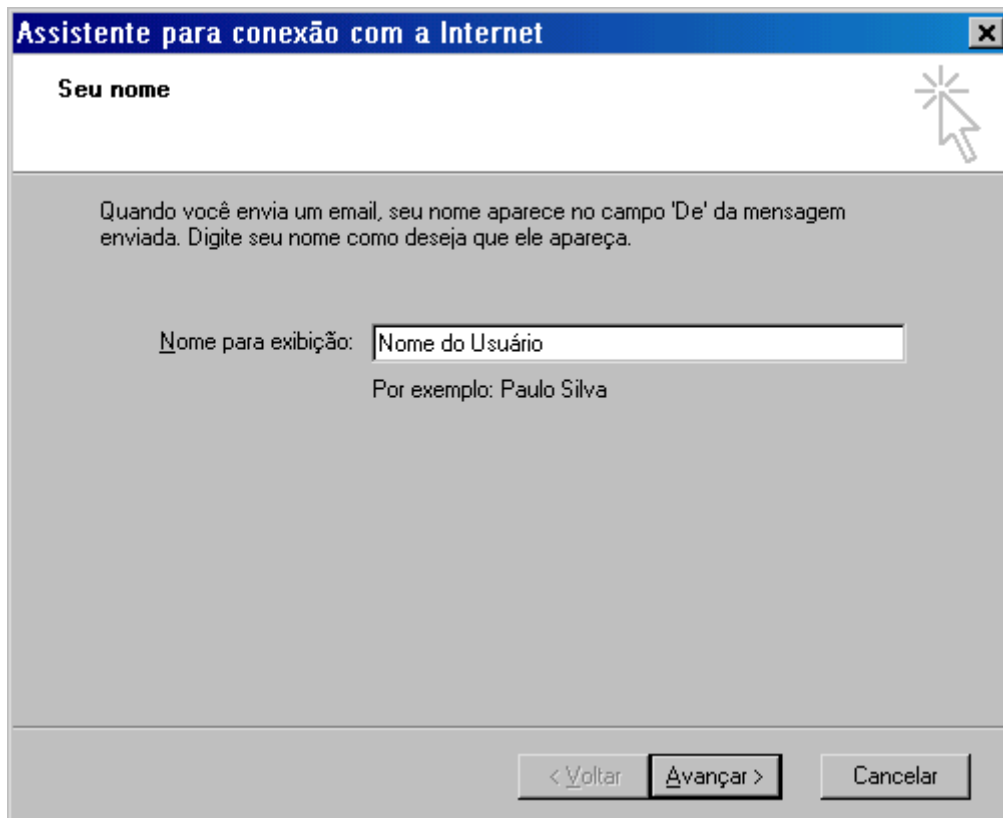 Assistente para conexão com a Internet
Seu nome
Quando você envia um email, seu nome aparece no campo 'De' da mensagem
enviada. Digite seu nome como deseja que ele apareça.
Nome para exibição: Nome do Usuário
Por exemplo: Paulo Silva
< Voltar Avançar > Cancelar